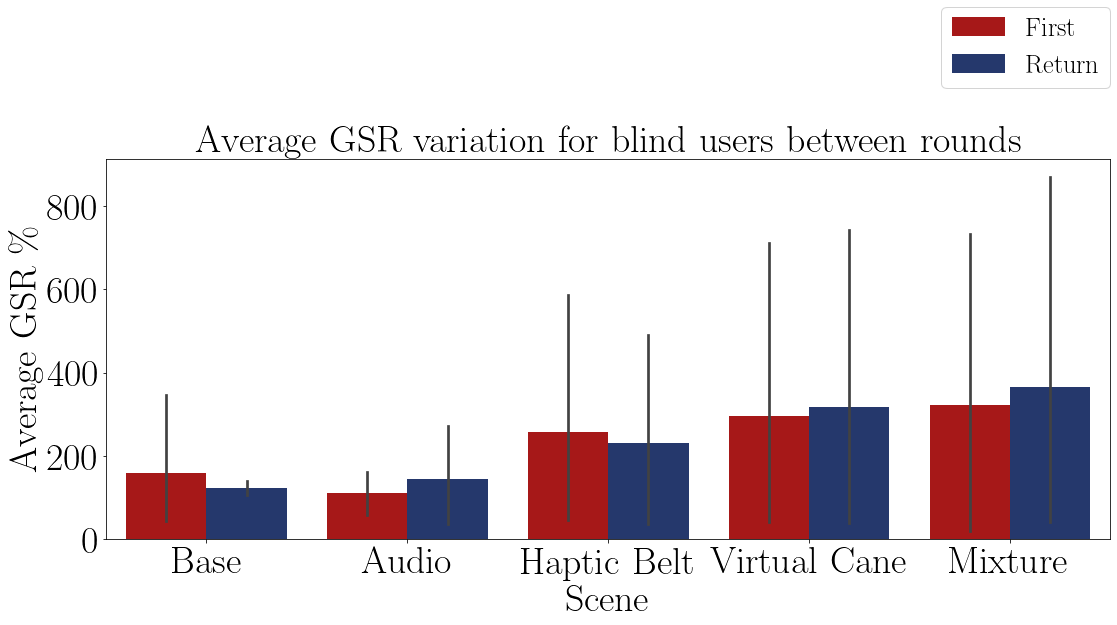 First
Return
Average GSR variation for blind users between rounds
Average GSR %
800
600
400
200
0
Base
Audio
Haptic Belt
Virtual Cane
Mixture
Scene